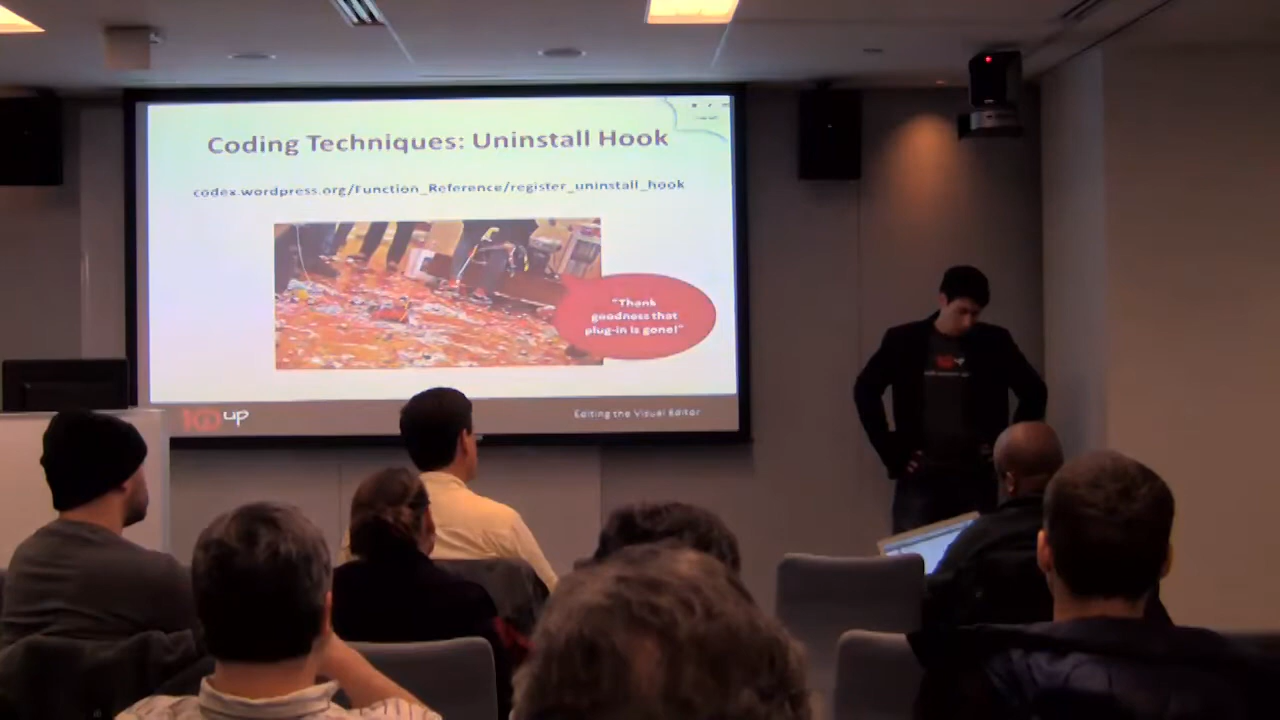 Coding Techniques: Uninstall Hook
codex.wordpress.org/Function_Reference/register_uninstall_hook
"Thank
goodness that
plug-in is gone!"
10up
Editing the Visual Editor
10up